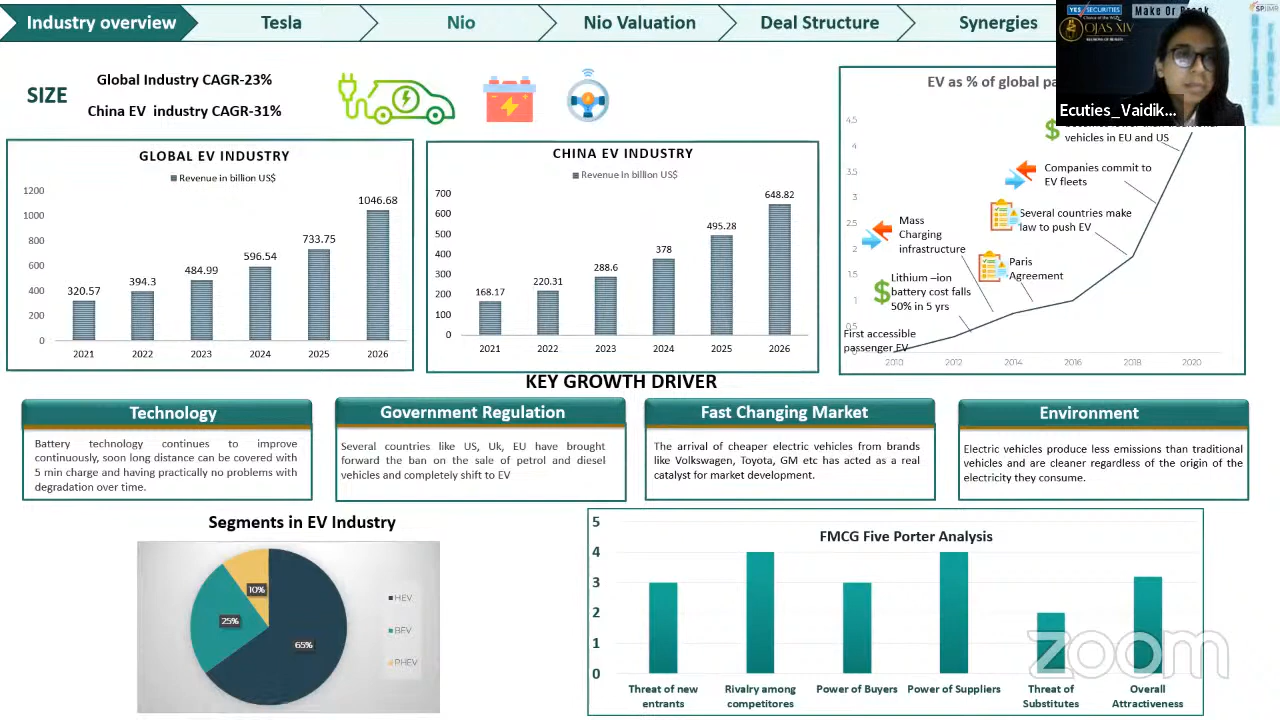 Industry overview
Tesla
Nio
Nio Valuation
Deal Structure
Synergies
YES SECURITIES
Make Or Break
OJAS XIV
SPJIMR
Ecuties_Vaidik...
SIZE
Global Industry CAGR-23%
China EV industry CAGR-31%
GLOBAL EV INDUSTRY
Revenue in billion US$
1200
1000
800
600
400
200
0
320.57
394.3
484.99
596.54
733.75
1046.68
2021
2022
2023
2024
2025
2026
CHINA EV INDUSTRY
Revenue in billion US$
700
600
500
400
300
200
100
0
168.17
220.31
288.6
378
495.28
648.82
2021
2022
2023
2024
2025
2026
EV as % of global
4.5
4
3.5
3
2.5
2
1.5
1
0.5
vehicles in EU and US
Companies commit to
EV fleets
Several countries make
law to push EV
Mass
Charging
infrastructure
Paris
Agreement
Lithium –ion
battery cost falls
50% in 5 yrs
First accessible
passenger EV
2010
2012
2014
2016
2018
2020
KEY GROWTH DRIVER
Technology
Battery technology continues to improve
continuously, soon long distance can be covered with
5 min charge and having practically no problems with
degradation over time.
Government Regulation
Several countries like US, Uk, EU have brought
forward the ban on the sale of petrol and diesel
vehicles and completely shift to EV
Fast Changing Market
The arrival of cheaper electric vehicles from brands
like Volkswagen, Toyota, GM etc has acted as a real
catalyst for market development.
Environment
Electric vehicles produce less emissions than traditional
vehicles and are cleaner regardless of the origin of the
electricity they consume.
Segments in EV Industry
10%
25%
65%
HEV
BEV
PHEV
FMCG Five Porter Analysis
5
4
3
2
1
0
Threat of new
entrants
Rivalry among
competitores
Power of Buyers
Power of Suppliers
Threat of
Substitutes
Overall
Attractiveness
zoom